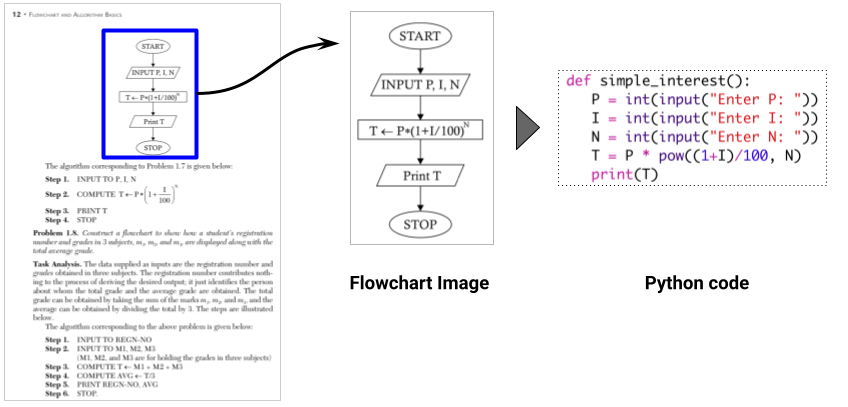 12 • Flowchart and Algorithm Basics
START
INPUT P, I, N
T ← P∗(1+I/100)^N
Print T
STOP
The algorithm corresponding to Problem 1.7 is given below:
Step 1. INPUT TO P, I, N
Step 2. COMPUTE T ← P∗(1+1/100)^n
Step 3. PRINT T
Step 4. STOP
Problem 1.8. Construct a flowchart to show how a student's registration
number and grades in 3 subjects, m1, m2, and m3 are displayed along with the
total average grade.
Task Analysis. The data supplied as inputs are the registration number and
grades obtained in three subjects. The registration number contributes noth-
ing to the process of deriving the desired output; it just identifies the person
about whom the total grade and the average grade are obtained. The total
grade can be obtained by taking the sum of the marks m1, m2, and m3, and the
average can be obtained by dividing the total by 3. The steps are illustrated
below.
The algorithm corresponding to the above problem is given below:
Step 1. INPUT TO REGN-NO
Step 2. INPUT TO M1, M2, M3
(M1, M2, and M3 are for holding the grades in three subjects)
Step 3. COMPUTE T ← M1 + M2 + M3
Step 4. COMPUTE AVG ← T/3
Step 5. PRINT REGN-NO, AVG
Step 6. STOP.
START
INPUT P, I, N
T ← P∗(1+I/100)^N
Print T
STOP
Flowchart Image
def simple_interest():
P = int(input("Enter P: "))
I = int(input("Enter I: "))
N = int(input("Enter N: "))
T = P * pow((1+I)/100, N)
print(T)
Python code